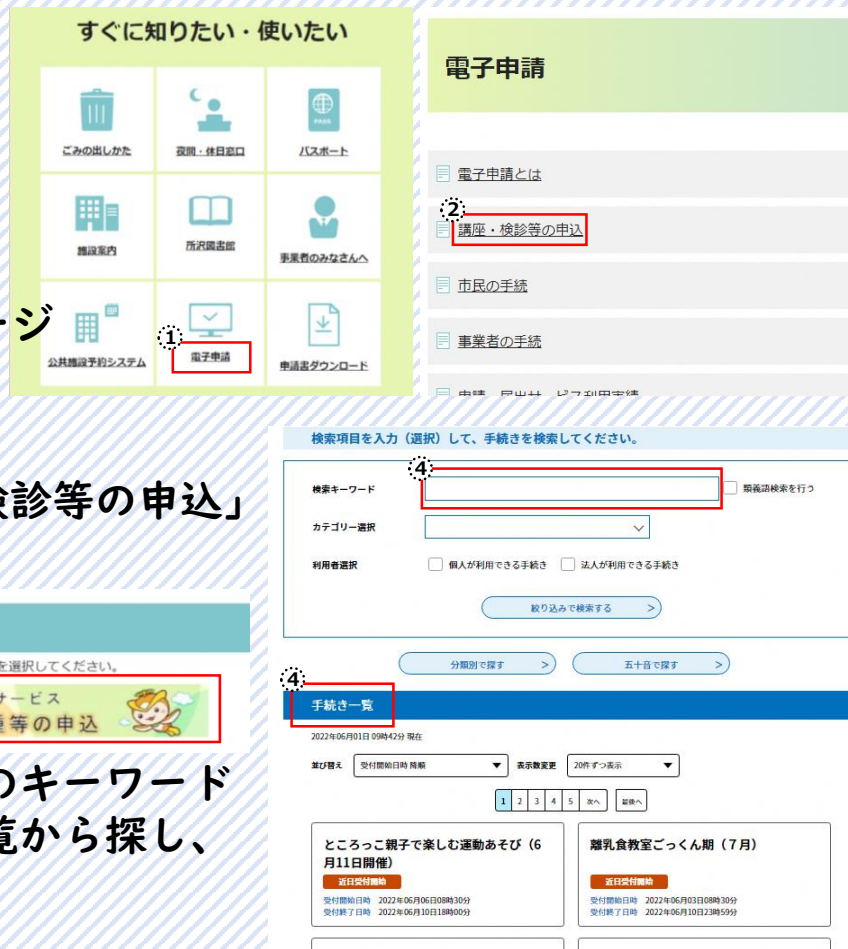 すぐに知りたい・使いたい
ごみの出しかた
夜間・休日窓口
パスポート
PASS
施設案内
所沢図書館
事業者のみなさんへ
公共施設予約システム
①
電子申請
申請書ダウンロード
電子申請
電子申請とは
②
講座・検診等の申込
市民の手続
事業者の手続
ージ
診等の申込」
を選択してください。
サービス
等の申込
のキーワード
覧から探し、
検索項目を入力（選択）して、手続きを検索してください。
④
検索キーワード
類義語検索を行う
カテゴリー選択
利用者選択
個人が利用できる手続き
法人が利用できる手続き
絞り込みで検索する >
分類別で探す >
五十音で探す >
④
手続き一覧
2022年06月01日 09時42分 現在
並び替え 受付開始日時 降順 ▼ 表示数変更 20件ずつ表示 ▼
1 2 3 4 5 次へ 最後へ
ところっこ親子で楽しむ運動あそび（6
月11日開催）
近日受付開始
受付開始日時 2022年06月06日08時30分
受付終了日時 2022年06月10日18時00分
離乳食教室ごっくん期（７月）
近日受付開始
受付開始日時 2022年06月03日08時30分
受付終了日時 2022年06月10日23時59分